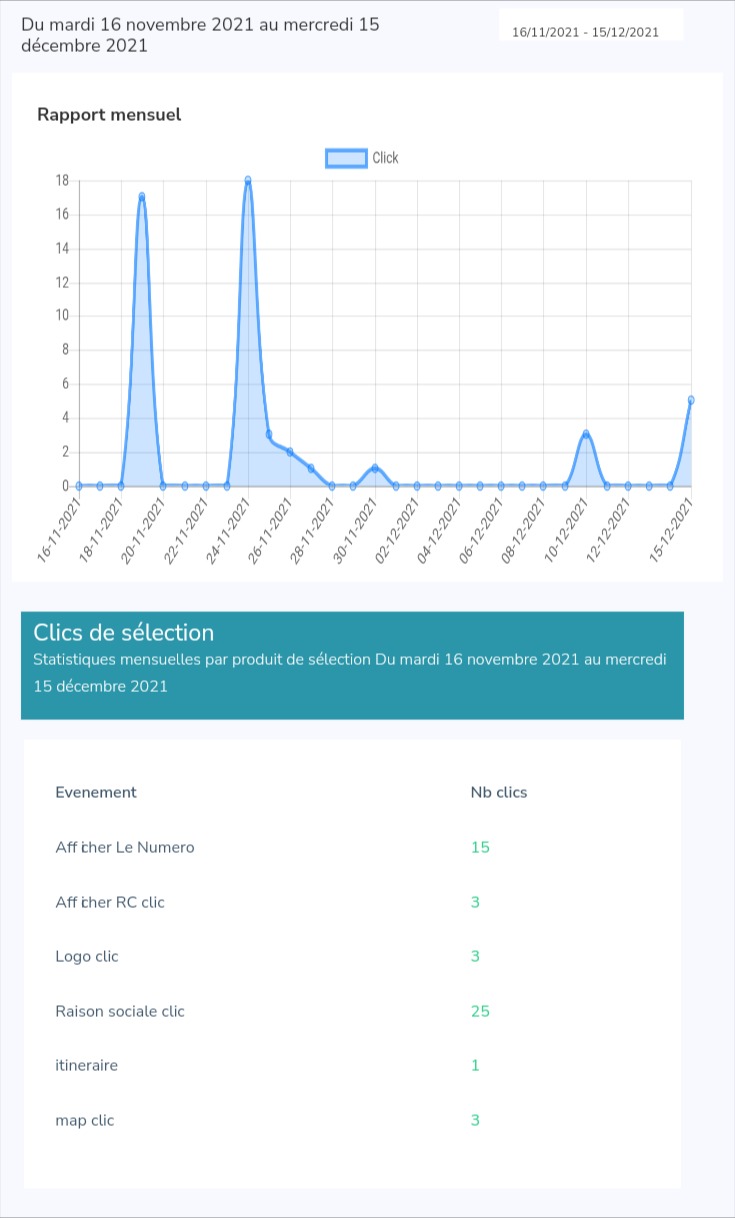 Du mardi 16 novembre 2021 au mercredi 15
décembre 2021
16/11/2021 - 15/12/2021
Rapport mensuel
Click
18
16
14
12
10
8
6
4
2
0
16-11-2021
18-11-2021
20-11-2021
22-11-2021
24-11-2021
26-11-2021
28-11-2021
30-11-2021
02-12-2021
04-12-2021
06-12-2021
08-12-2021
10-12-2021
12-12-2021
15-12-2021
Clics de sélection
Statistiques mensuelles par produit de sélection Du mardi 16 novembre 2021 au mercredi
15 décembre 2021
Evenement Nb clics
Afficher Le Numero 15
Afficher RC clic 3
Logo clic 3
Raison sociale clic 25
itineraire 1
map clic 3